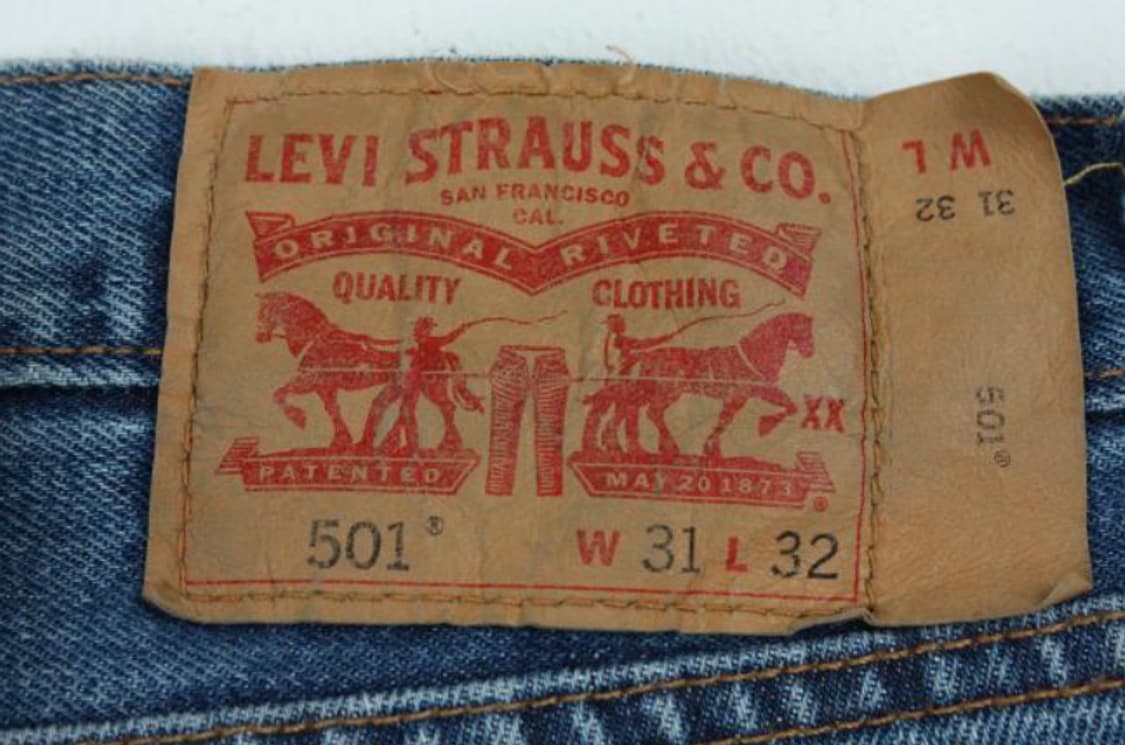 LEVI STRAUSS & CO.
SAN FRANCISCO
CAL.
ORIGINAL RIVETED
QUALITY CLOTHING
XX
PATENTED MAY 20 1873 ®
501® W 31 L 32
W L
31 32
501®